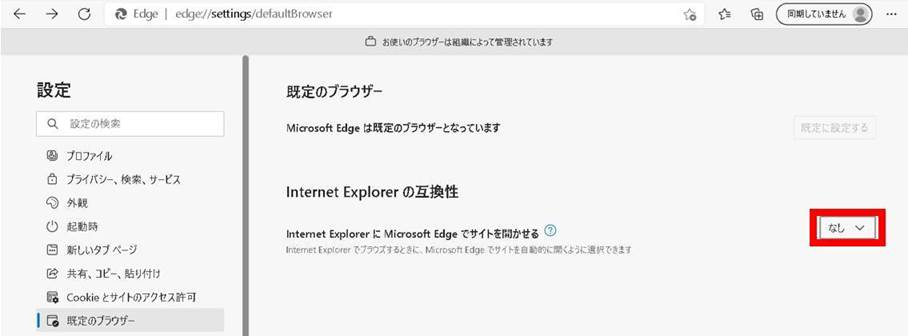 Edge | edge://settings/defaultBrowser
同期していません
お使いのブラウザーは組織によって管理されています
設定
設定の検索
プロファイル
プライバシー、検索、サービス
外観
起動時
新しいタブ ページ
共有、コピー、貼り付け
Cookie とサイトのアクセス許可
既定のブラウザー
既定のブラウザー
Microsoft Edge は既定のブラウザーとなっています
既定に設定する
Internet Explorer の互換性
Internet Explorer に Microsoft Edge でサイトを開かせる
なし
Internet Explorer でブラウズするときに、Microsoft Edge でサイトを自動的に開くように選択できます